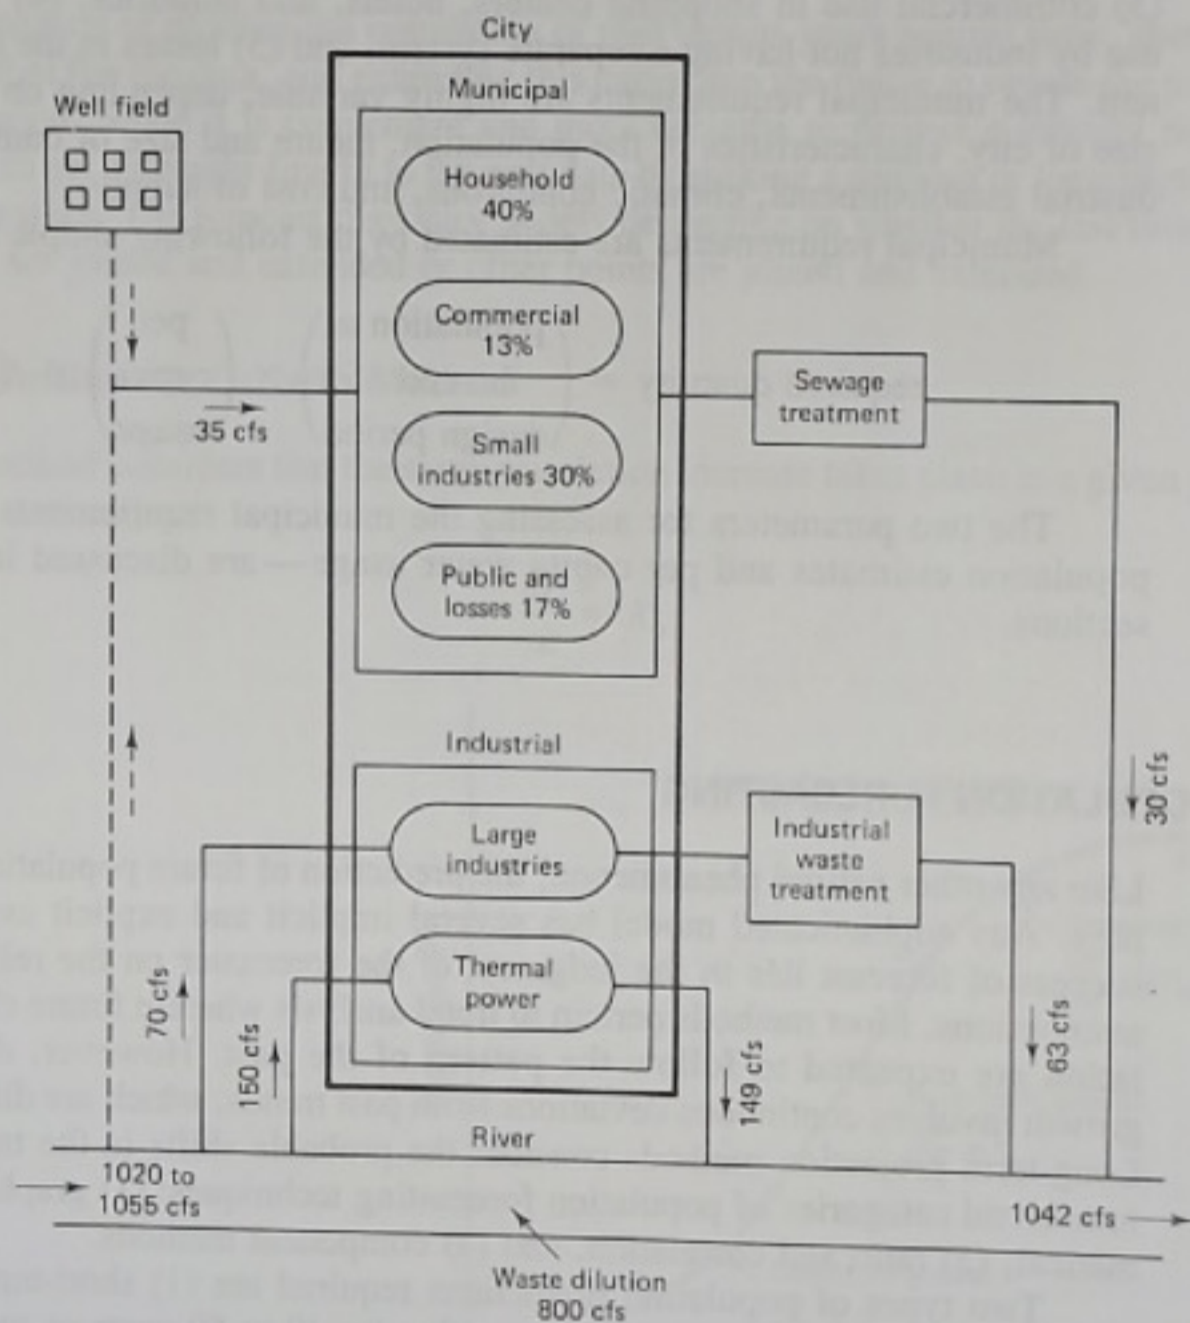 City
Municipal
Well field
Household
40%
Commercial
13%
35 cfs
Small
industries 30%
Sewage
treatment
Public and
losses 17%
Industrial
Large
industries
Industrial
waste
treatment
30 cfs
Thermal
power
70 cfs
150 cfs
149 cfs
63 cfs
River
1020 to
1055 cfs
1042 cfs
Waste dilution
800 cfs